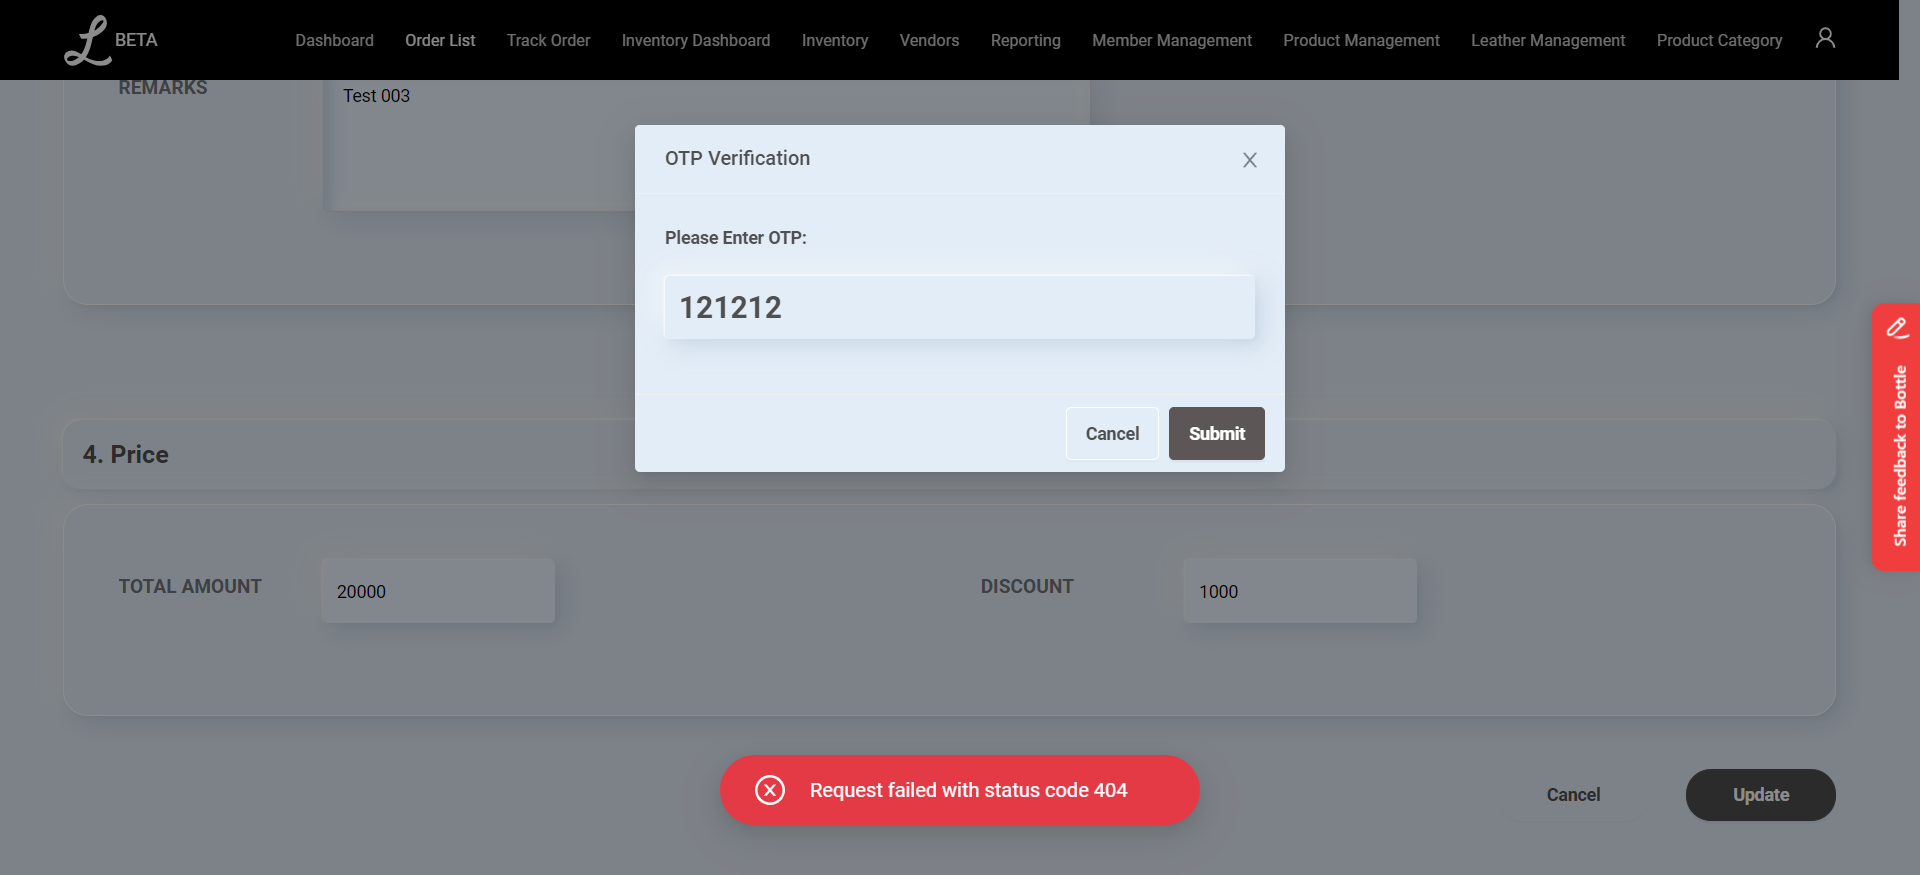 L BETA
Dashboard Order List Track Order Inventory Dashboard Inventory Vendors Reporting Member Management Product Management Leather Management Product Category
REMARKS
Test 003
OTP Verification
Please Enter OTP:
121212
Cancel Submit
Share feedback to Bottle
4. Price
TOTAL AMOUNT 20000 DISCOUNT 1000
Request failed with status code 404
Cancel Update